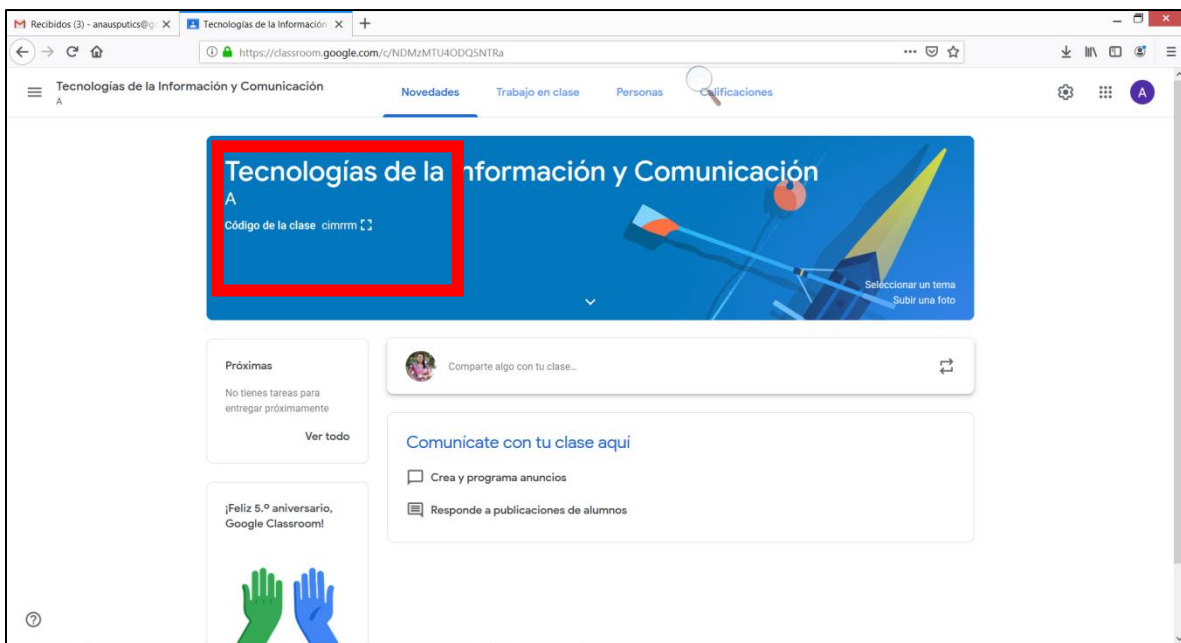 Recibidos (3) - anausputics@g
Tecnologías de la Información
https://classroom.google.com/c/NDMzMTU4ODQ5NTRa
Tecnologías de la Información y Comunicación
A
Novedades Trabajo en clase Personas Calificaciones
A
Tecnologías de la Información y Comunicación
A
Código de la clase cimrrm
Seleccionar un tema
Subir una foto
Próximas
No tienes tareas para
entregar próximamente
Ver todo
Comparte algo con tu clase...
Comunícate con tu clase aquí
Crea y programa anuncios
Responde a publicaciones de alumnos
¡Feliz 5.º aniversario,
Google Classroom!